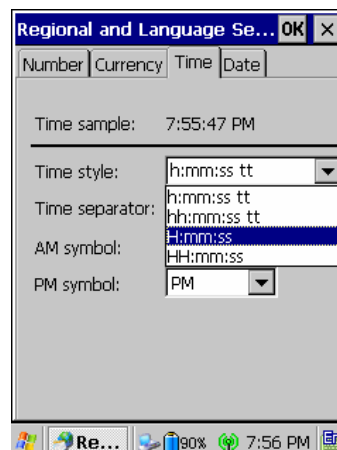 Regional and Language Se... OK ×
Number Currency Time Date
Time sample: 7:55:47 PM
Time style: h:mm:ss tt
h:mm:ss tt
Time separator: hh:mm:ss tt
H:mm:ss
AM symbol: HH:mm:ss
PM symbol: PM
Re... 90% 7:56 PM